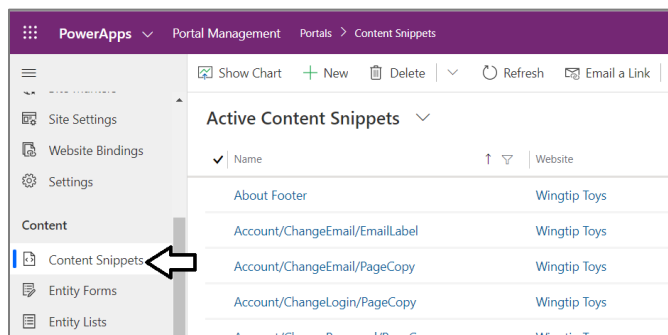 PowerApps Portal Management Portals > Content Snippets
Show Chart + New Delete Refresh Email a Link
Site Settings
Website Bindings
Settings
Content
Content Snippets
Entity Forms
Entity Lists
Active Content Snippets
Name Website
About Footer Wingtip Toys
Account/ChangeEmail/EmailLabel Wingtip Toys
Account/ChangeEmail/PageCopy Wingtip Toys
Account/ChangeLogin/PageCopy Wingtip Toys